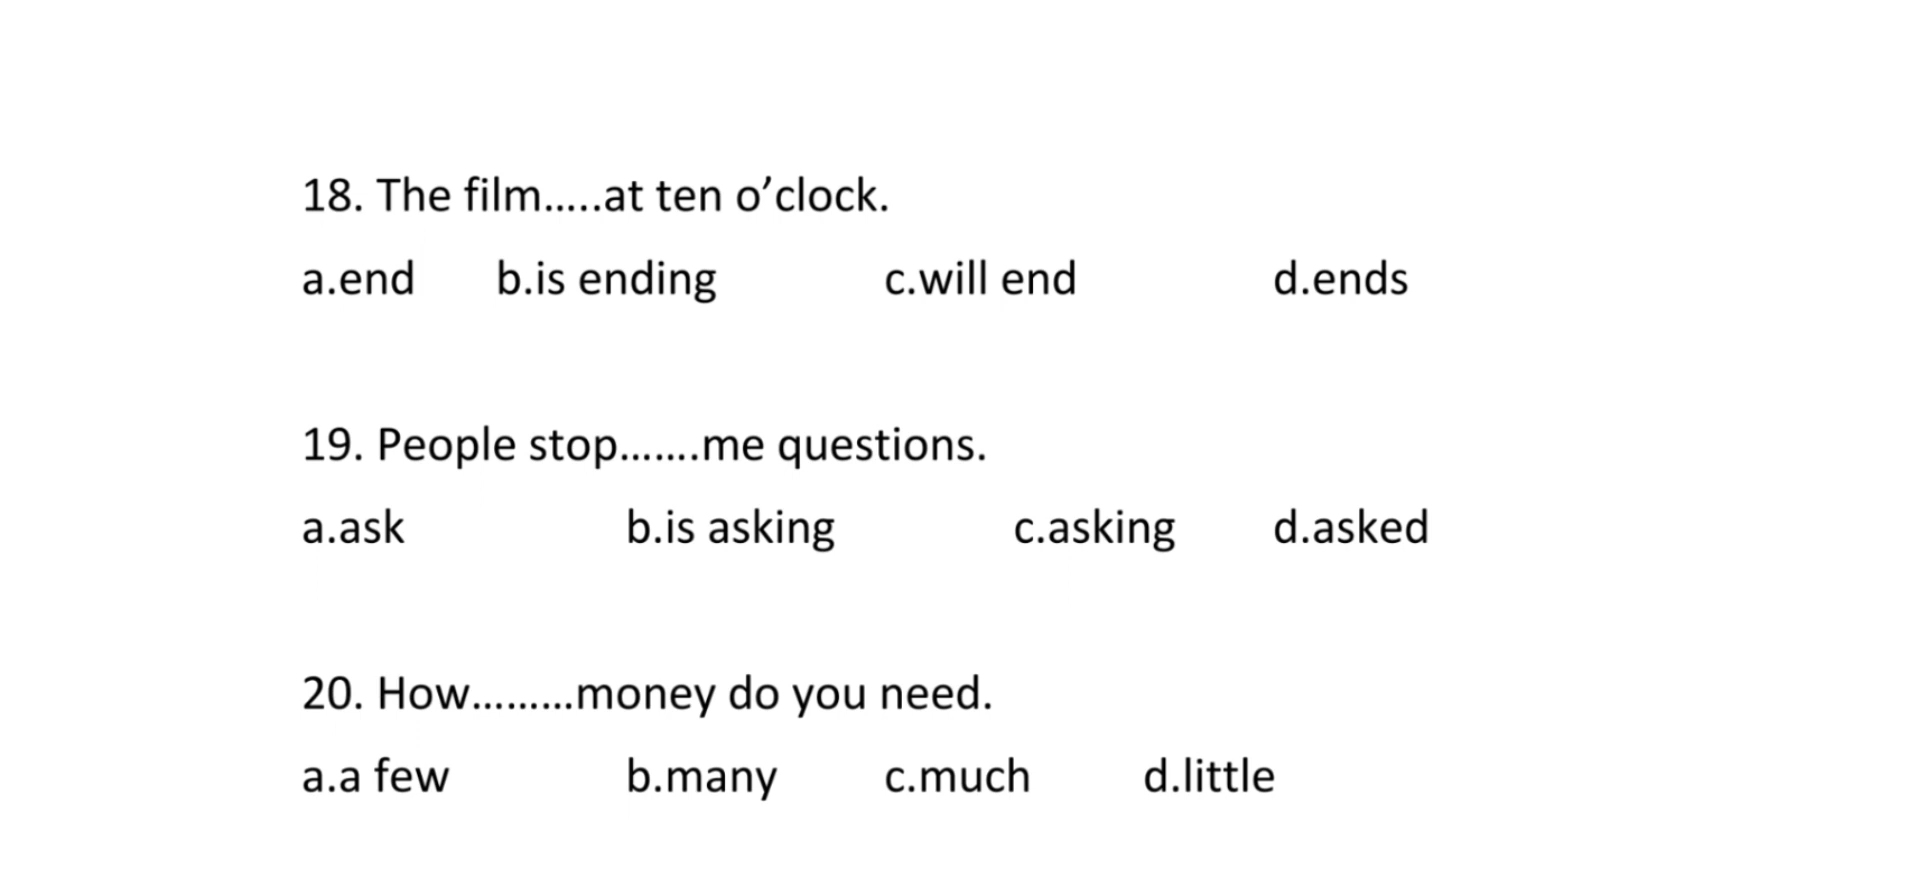 18. The film.....at ten o’clock.
a.end b.is ending c.will end d.ends
19. People stop.......me questions.
a.ask b.is asking c.asking d.asked
20. How.........money do you need.
a.a few b.many c.much d.little